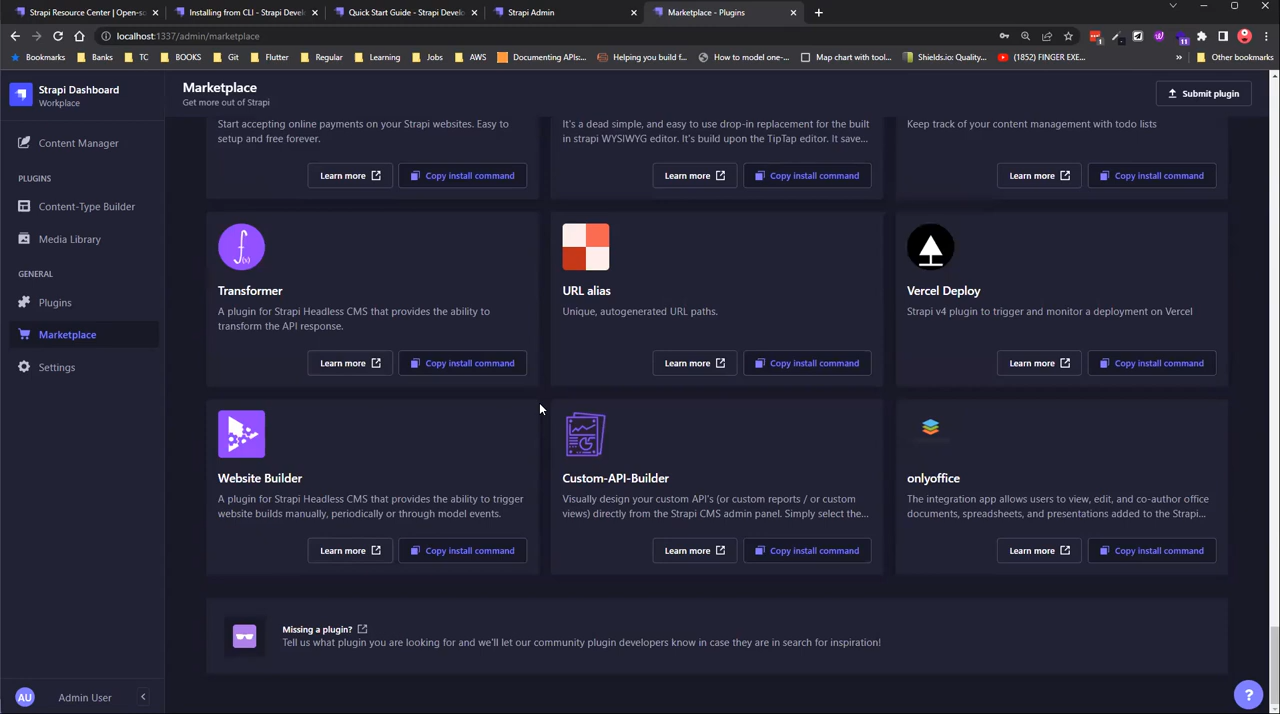 Strapi Resource Center | Open-so
Installing from CLI - Strapi Devel
Quick Start Guide - Strapi Develo
Strapi Admin
Marketplace - Plugins
localhost:1337/admin/marketplace
Bookmarks
Banks
TC
BOOKS
Git
Flutter
Regular
Learning
Jobs
AWS
Documenting APIs:...
Helping you build f...
How to model one-...
Map chart with tool...
Shields.io: Quality...
(1852) FINGER EXE...
»
Other bookmarks
Strapi Dashboard
Workplace
Marketplace
Get more out of Strapi
Submit plugin
Content Manager
PLUGINS
Content-Type Builder
Media Library
GENERAL
Plugins
Marketplace
Settings
Start accepting online payments on your Strapi websites. Easy to
setup and free forever.
Learn more
Copy install command
It's a dead simple, and easy to use drop-in replacement for the built
in strapi WYSIWYG editor. It's build upon the TipTap editor. It save...
Learn more
Copy install command
Keep track of your content management with todo lists
Learn more
Copy install command
Transformer
A plugin for Strapi Headless CMS that provides the ability to
transform the API response.
Learn more
Copy install command
URL alias
Unique, autogenerated URL paths.
Learn more
Copy install command
Vercel Deploy
Strapi v4 plugin to trigger and monitor a deployment on Vercel
Learn more
Copy install command
Website Builder
A plugin for Strapi Headless CMS that provides the ability to trigger
website builds manually, periodically or through model events.
Learn more
Copy install command
Custom-API-Builder
Visually design your custom API's (or custom reports / or custom
views) directly from the Strapi CMS admin panel. Simply select the...
Learn more
Copy install command
onlyoffice
The integration app allows users to view, edit, and co-author office
documents, spreadsheets, and presentations added to the Strapi...
Learn more
Copy install command
Missing a plugin?
Tell us what plugin you are looking for and we'll let our community plugin developers know in case they are in search for inspiration!
AU
Admin User
?